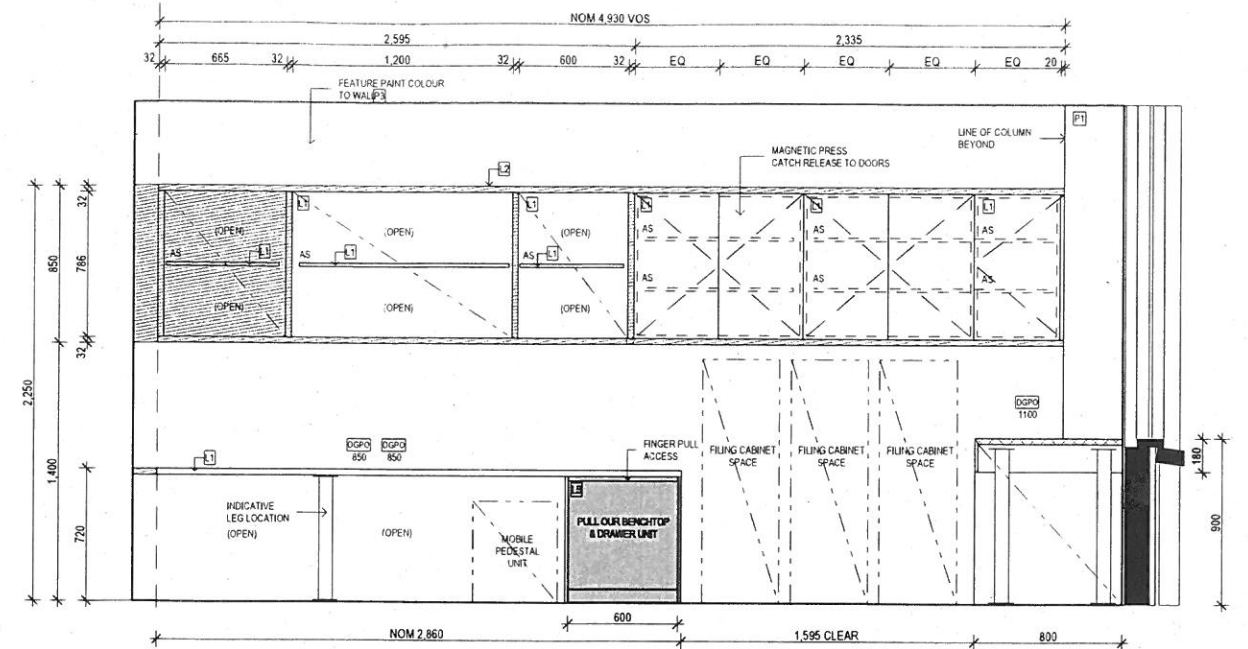 NOM 4,930 VOS
2,595
2,335
32
665
32
1,200
32
600
32
EQ
EQ
EQ
EQ
EQ
20
FEATURE PAINT COLOUR
TO WALL P3
P1
LINE OF COLUMN
BEYOND
MAGNETIC PRESS
CATCH RELEASE TO DOORS
L2
L1
L1
L1
L1
(OPEN)
(OPEN)
(OPEN)
AS
L1
AS
L1
AS
L1
AS
AS
AS
AS
AS
AS
(OPEN)
(OPEN)
(OPEN)
32
850
786
32
2,250
1,400
720
DGPO
1100
DGPO
850
DGPO
850
L1
FINGER PULL
ACCESS
FILING CABINET
SPACE
FILING CABINET
SPACE
FILING CABINET
SPACE
180
900
INDICATIVE
LEG LOCATION
(OPEN)
(OPEN)
MOBILE
PEDESTAL
UNIT
PULL OUR BENCHTOP
& DRAWER UNIT
600
NOM 2,860
1,595 CLEAR
800